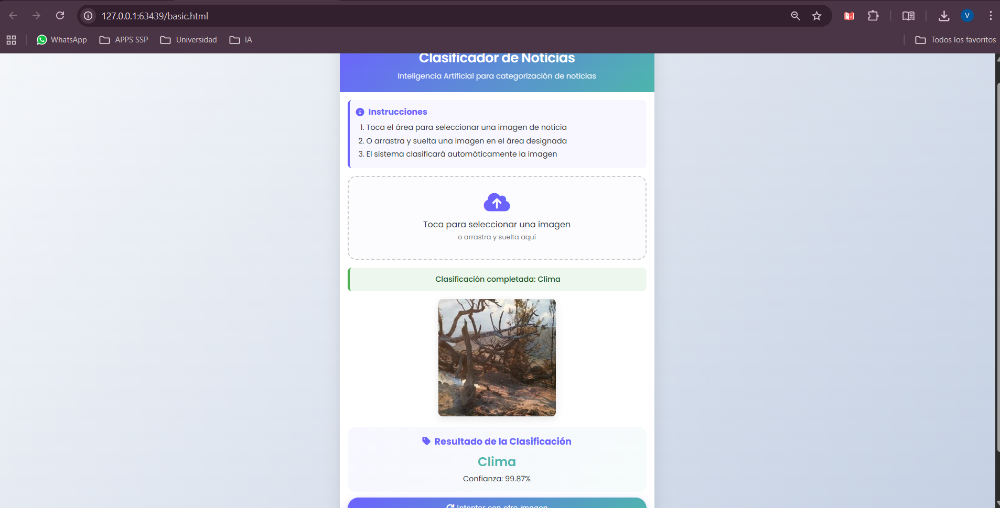 127.0.0.1:63439/basic.html
V
WhatsApp
APPS SSP
Universidad
IA
Todos los favoritos
Clasificador de Noticias
Inteligencia Artificial para categorización de noticias
Instrucciones
1. Toca el área para seleccionar una imagen de noticia
2. O arrastra y suelta una imagen en el área designada
3. El sistema clasificará automáticamente la imagen
Toca para seleccionar una imagen
o arrastra y suelta aquí
Clasificación completada: Clima
Resultado de la Clasificación
Clima
Confianza: 99.87%
Intentar con otra imagen